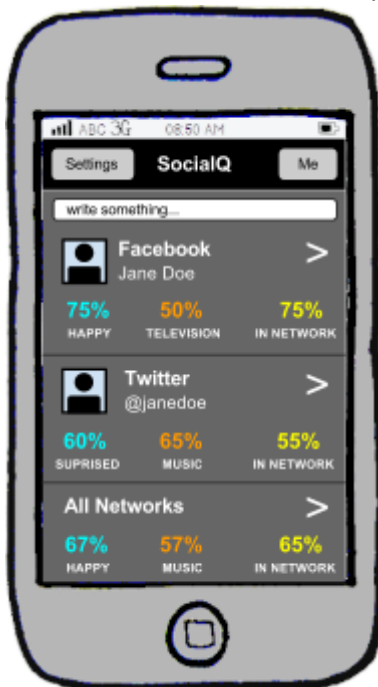 ABC 3G 08:50 AM
Settings SocialQ Me
write something...
Facebook >
Jane Doe
75% 50% 75%
HAPPY TELEVISION IN NETWORK
Twitter >
@janedoe
60% 65% 55%
SUPRISED MUSIC IN NETWORK
All Networks >
67% 57% 65%
HAPPY MUSIC IN NETWORK